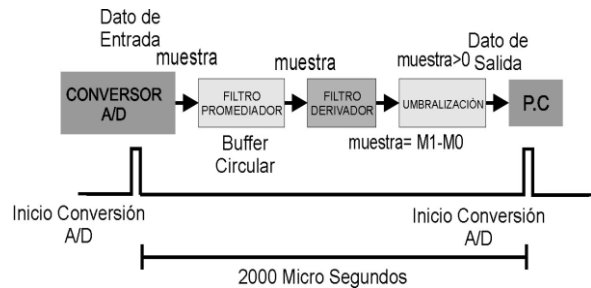 Dato de
Entrada
muestra
muestra
muestra>0
Dato de
Salida
CONVERSOR
A/D
FILTRO
PROMEDIADOR
FILTRO
DERIVADOR
UMBRALIZACIÓN
P.C
Buffer
Circular
muestra= M1-M0
Inicio Conversión
A/D
Inicio Conversión
A/D
2000 Micro Segundos